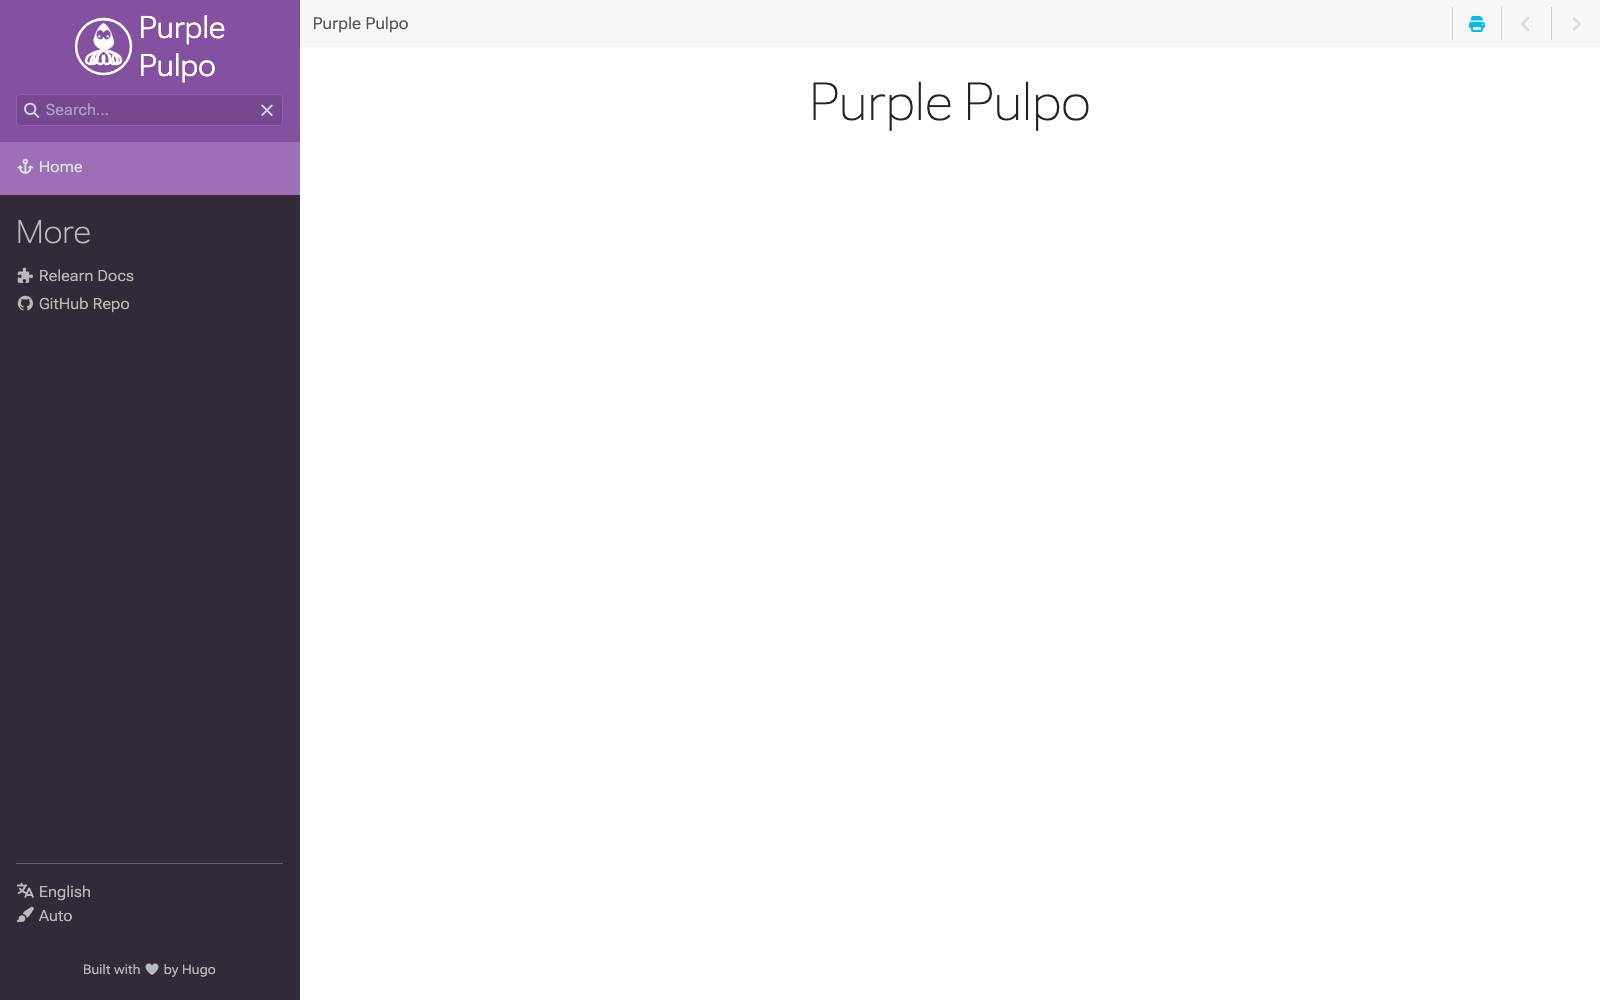 Purple
Pulpo
Search...
Home
More
Relearn Docs
GitHub Repo
English
Auto
Built with 🖤 by Hugo
Purple Pulpo
Purple Pulpo